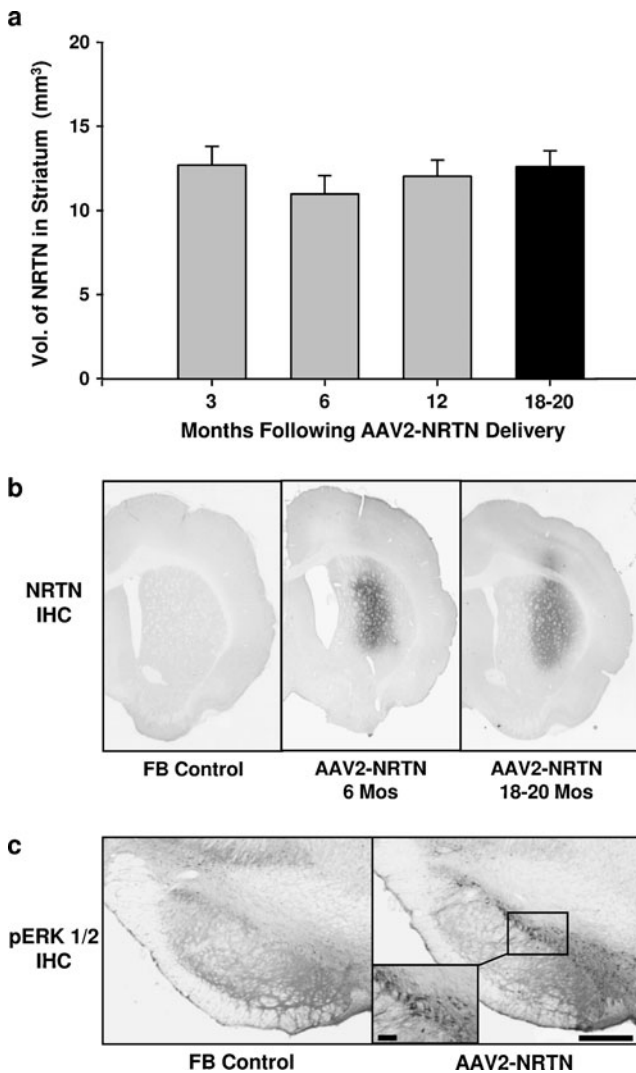 a
20
15
10
5
0
Vol. of NRTN in Striatum (mm³)
3 6 12 18-20
Months Following AAV2-NRTN Delivery
b
NRTN
IHC
FB Control
AAV2-NRTN
6 Mos
AAV2-NRTN
18-20 Mos
c
pERK 1/2
IHC
FB Control
AAV2-NRTN